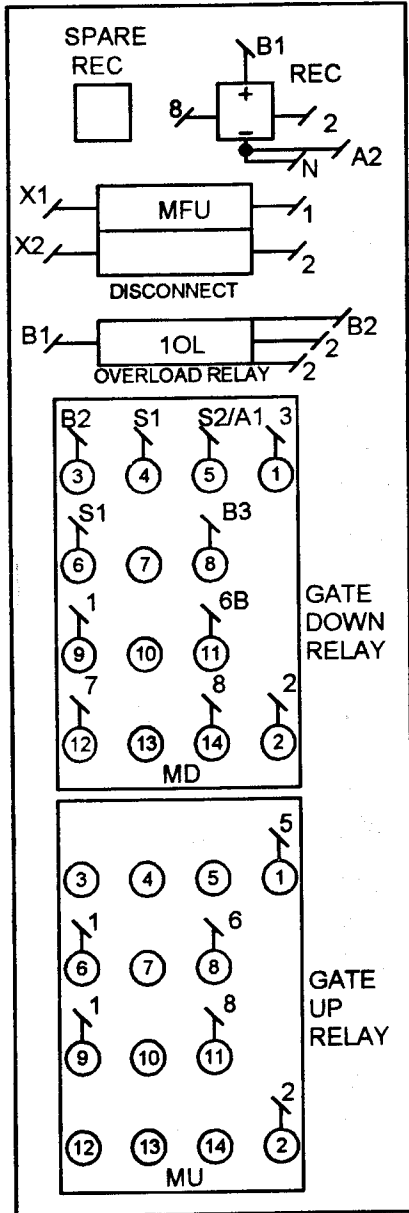 SPARE
REC
B1
REC
+
8
2
−
N
A2
X1
MFU
1
X2
2
DISCONNECT
B1
1OL
B2
2
2
OVERLOAD RELAY
B2 S1 S2/A1 3
3 4 5 1
S1 B3
6 7 8
1 6B
9 10 11
7 8 2
12 13 14 2
MD
GATE
DOWN
RELAY
5
3 4 5 1
1 6
6 7 8
1 8
9 10 11
2
12 13 14 2
MU
GATE
UP
RELAY